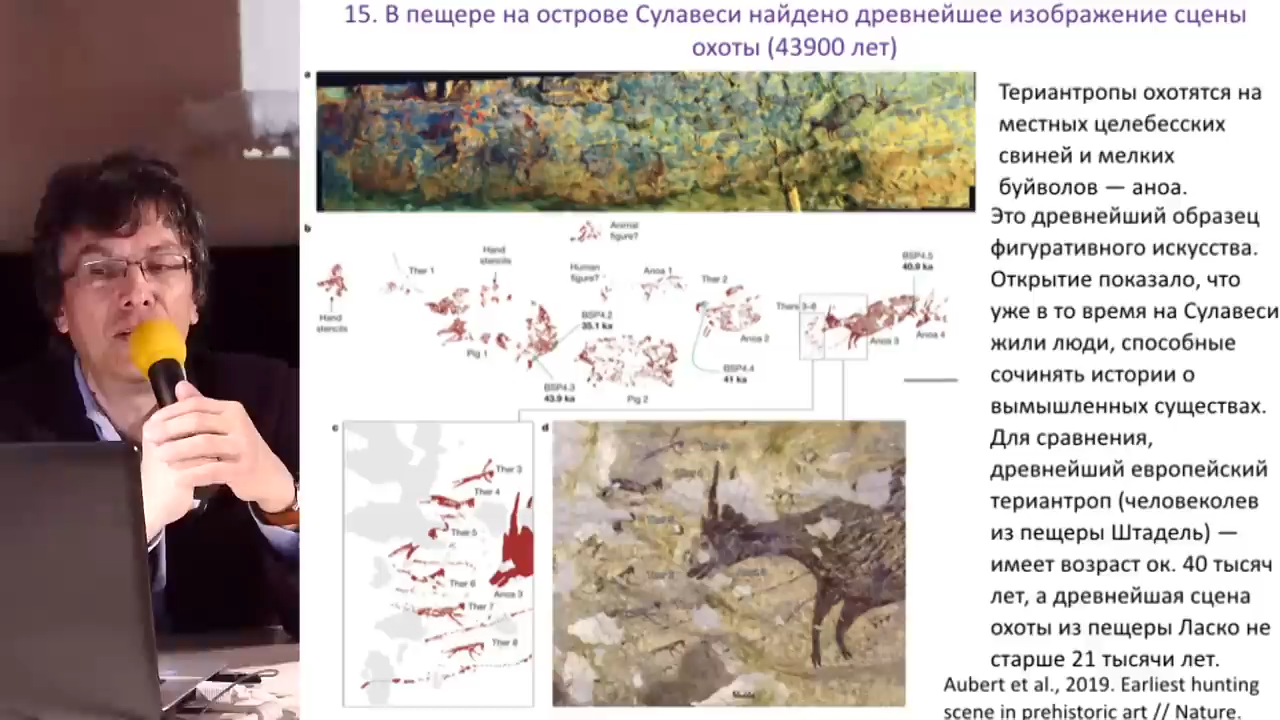 15. В пещере на острове Сулавеси найдено древнейшее изображение сцены
охоты (43900 лет)
a
Териантропы охотятся на
местных целебесских
свиней и мелких
буйволов — аноа.
Это древнейший образец
фигуративного искусства.
Открытие показало, что
уже в то время на Сулавеси
жили люди, способные
сочинять истории о
вымышленных существах.
Для сравнения,
древнейший европейский
териантроп (человеколев
из пещеры Штадель) —
имеет возраст ок. 40 тысяч
лет, а древнейшая сцена
охоты из пещеры Ласко не
старше 21 тысячи лет.
Aubert et al., 2019. Earliest hunting
scene in prehistoric art // Nature.
b
Animal
figure?
Hand
stencils
Ther 1
Human
figure?
Anoa 1
Ther 2
BSP4.5
40.9 ka
Hand
stencils
BSP4.2
35.1 ka
Thers 3–8
Pig 1
Anoa 2
Anoa 3
Anoa 4
BSP4.3
43.9 ka
Pig 2
BSP4.4
41 ka
c
Ther 3
Ther 4
Ther 5
Ther 6
Anoa 3
Ther 7
Ther 8
d